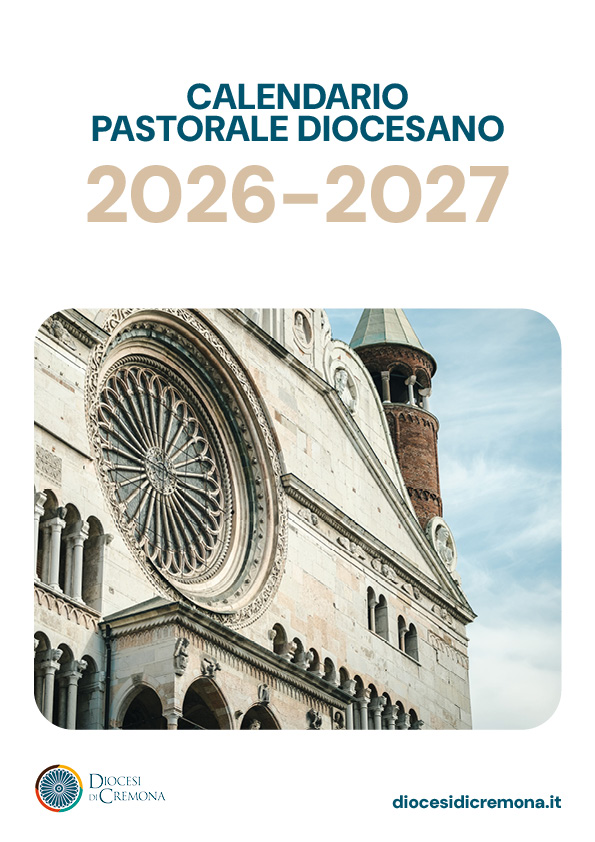 CALENDARIO
PASTORALE DIOCESANO
2026-2027
DIOCESI
DI CREMONA
diocesidicremona.it